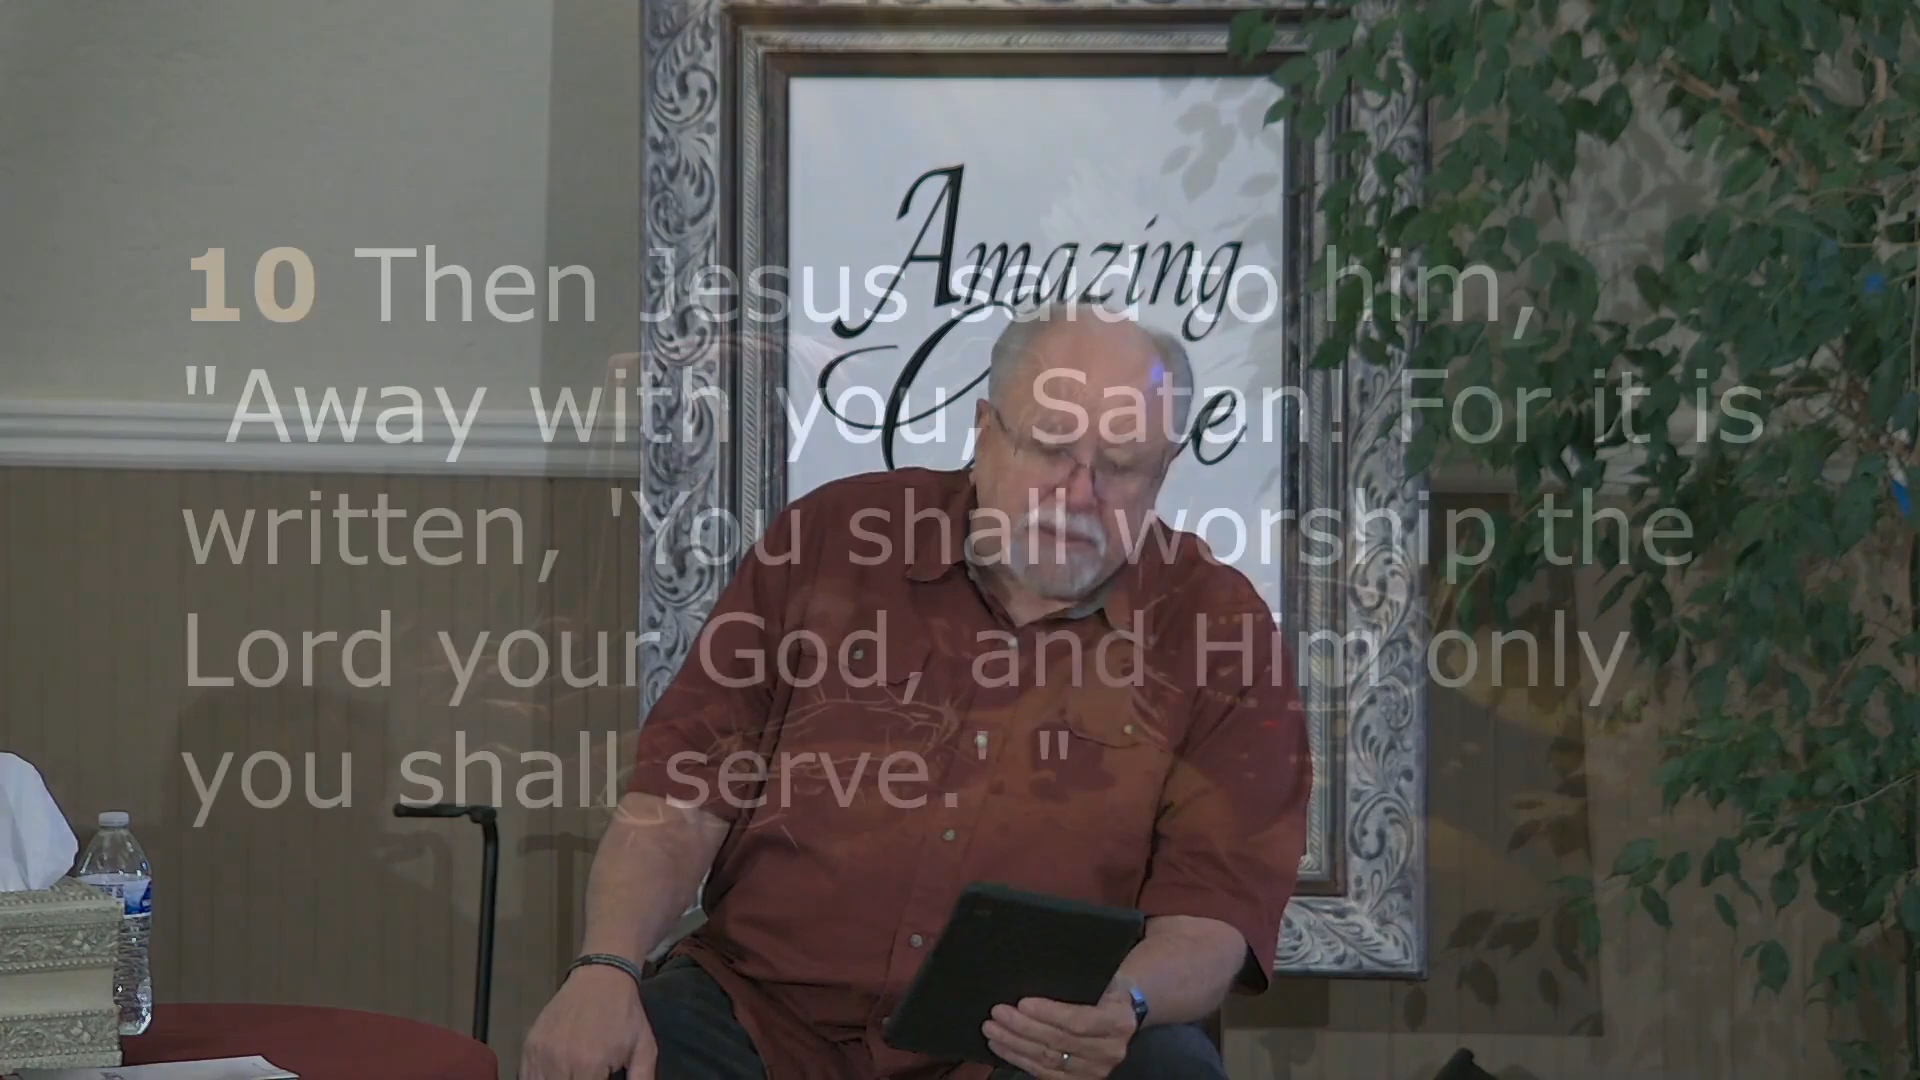 Amazing
10 Then Jesus said to him,
"Away with you, Satan! For it is
written, 'You shall worship the
Lord your God, and Him only
you shall serve.' "